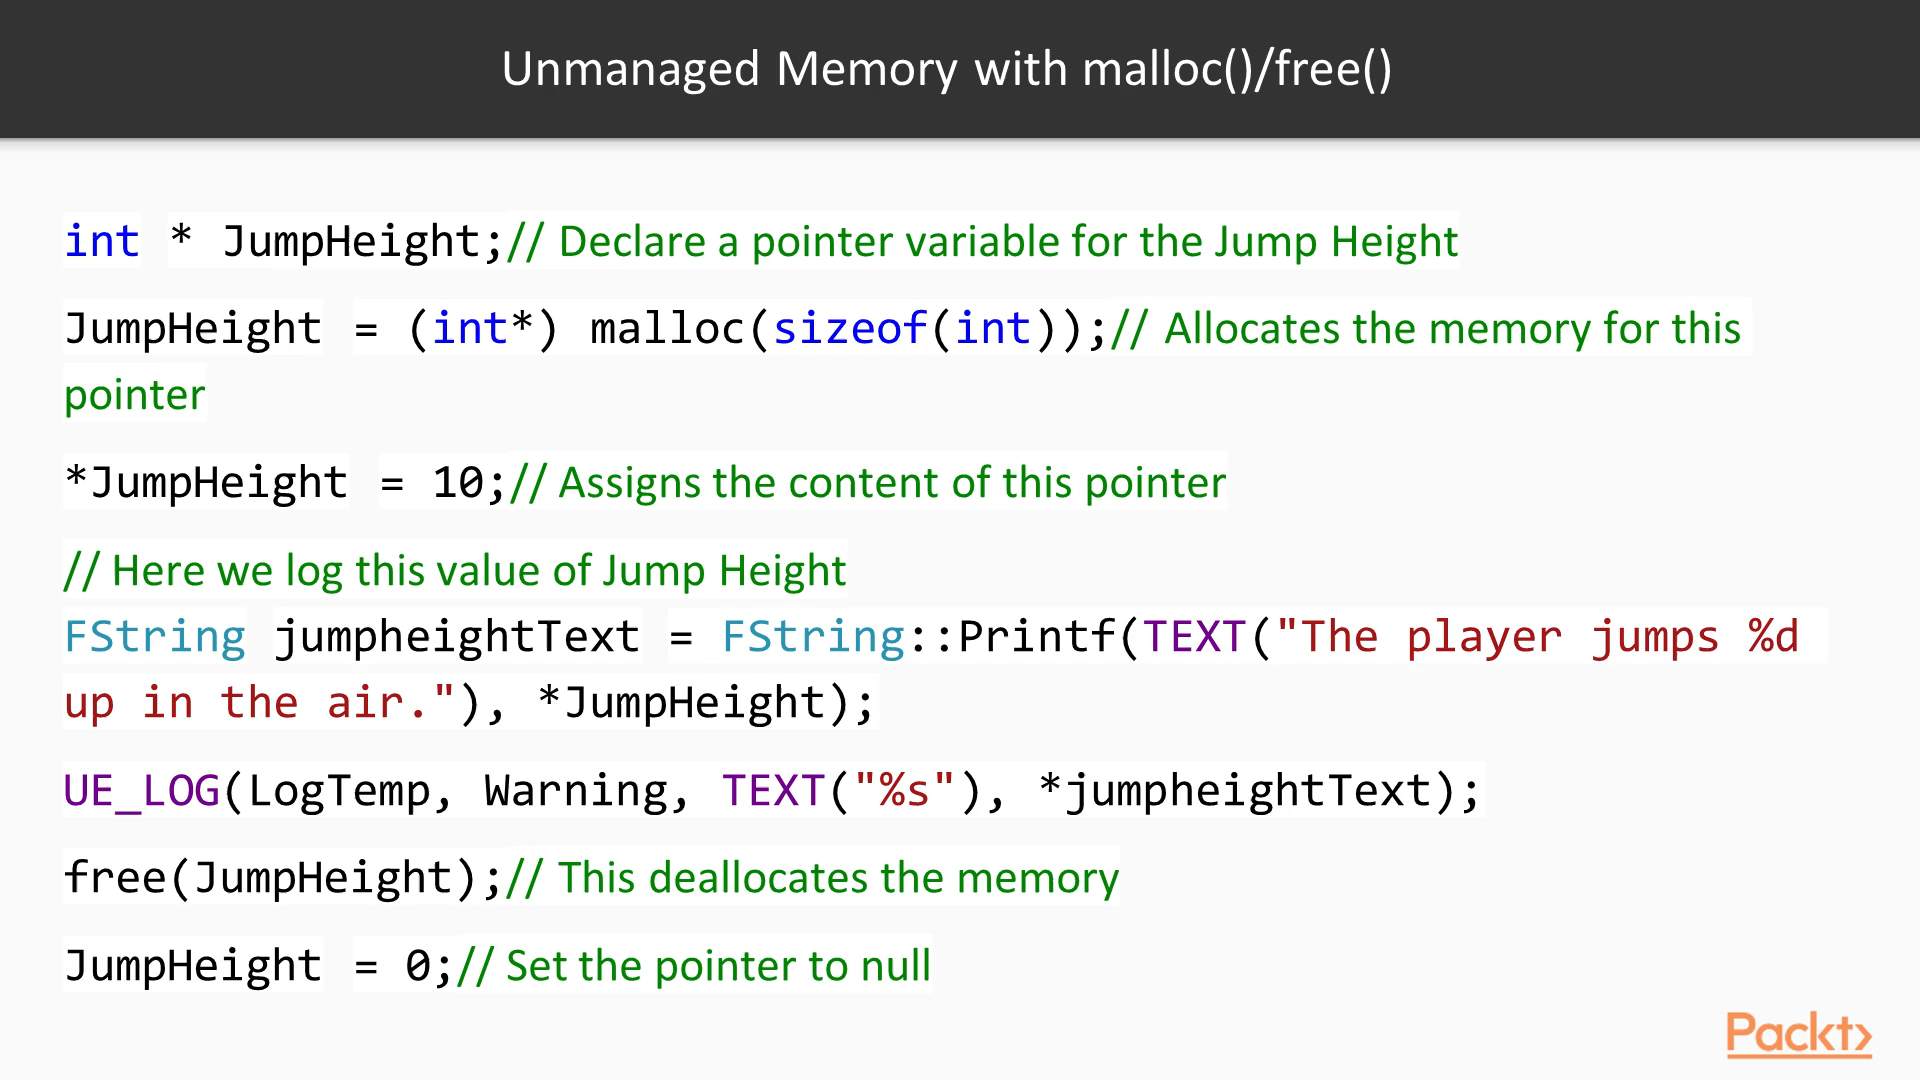 Unmanaged Memory with malloc()/free()
int * JumpHeight;// Declare a pointer variable for the Jump Height
JumpHeight = (int*) malloc(sizeof(int));// Allocates the memory for this
pointer
*JumpHeight = 10;// Assigns the content of this pointer
// Here we log this value of Jump Height
FString jumpheightText = FString::Printf(TEXT("The player jumps %d
up in the air."), *JumpHeight);
UE_LOG(LogTemp, Warning, TEXT("%s"), *jumpheightText);
free(JumpHeight);// This deallocates the memory
JumpHeight = 0;// Set the pointer to null
Packt>